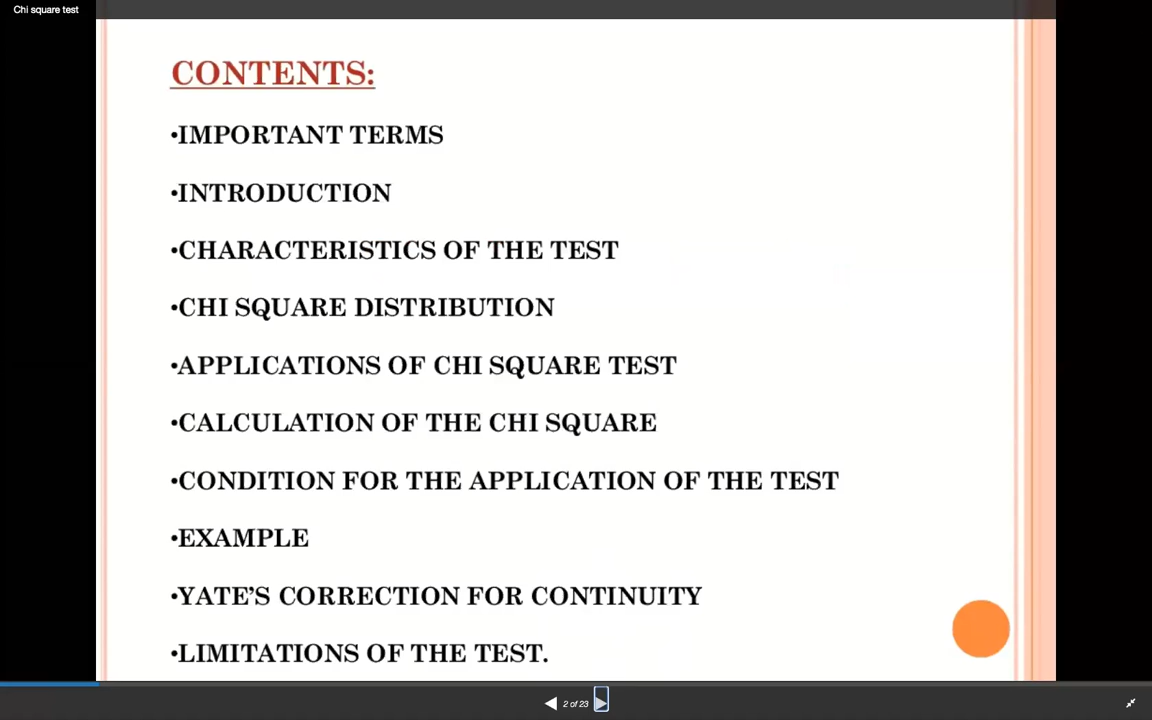 Chi square test
CONTENTS:
•IMPORTANT TERMS
•INTRODUCTION
•CHARACTERISTICS OF THE TEST
•CHI SQUARE DISTRIBUTION
•APPLICATIONS OF CHI SQUARE TEST
•CALCULATION OF THE CHI SQUARE
•CONDITION FOR THE APPLICATION OF THE TEST
•EXAMPLE
•YATE'S CORRECTION FOR CONTINUITY
•LIMITATIONS OF THE TEST.
2 of 23